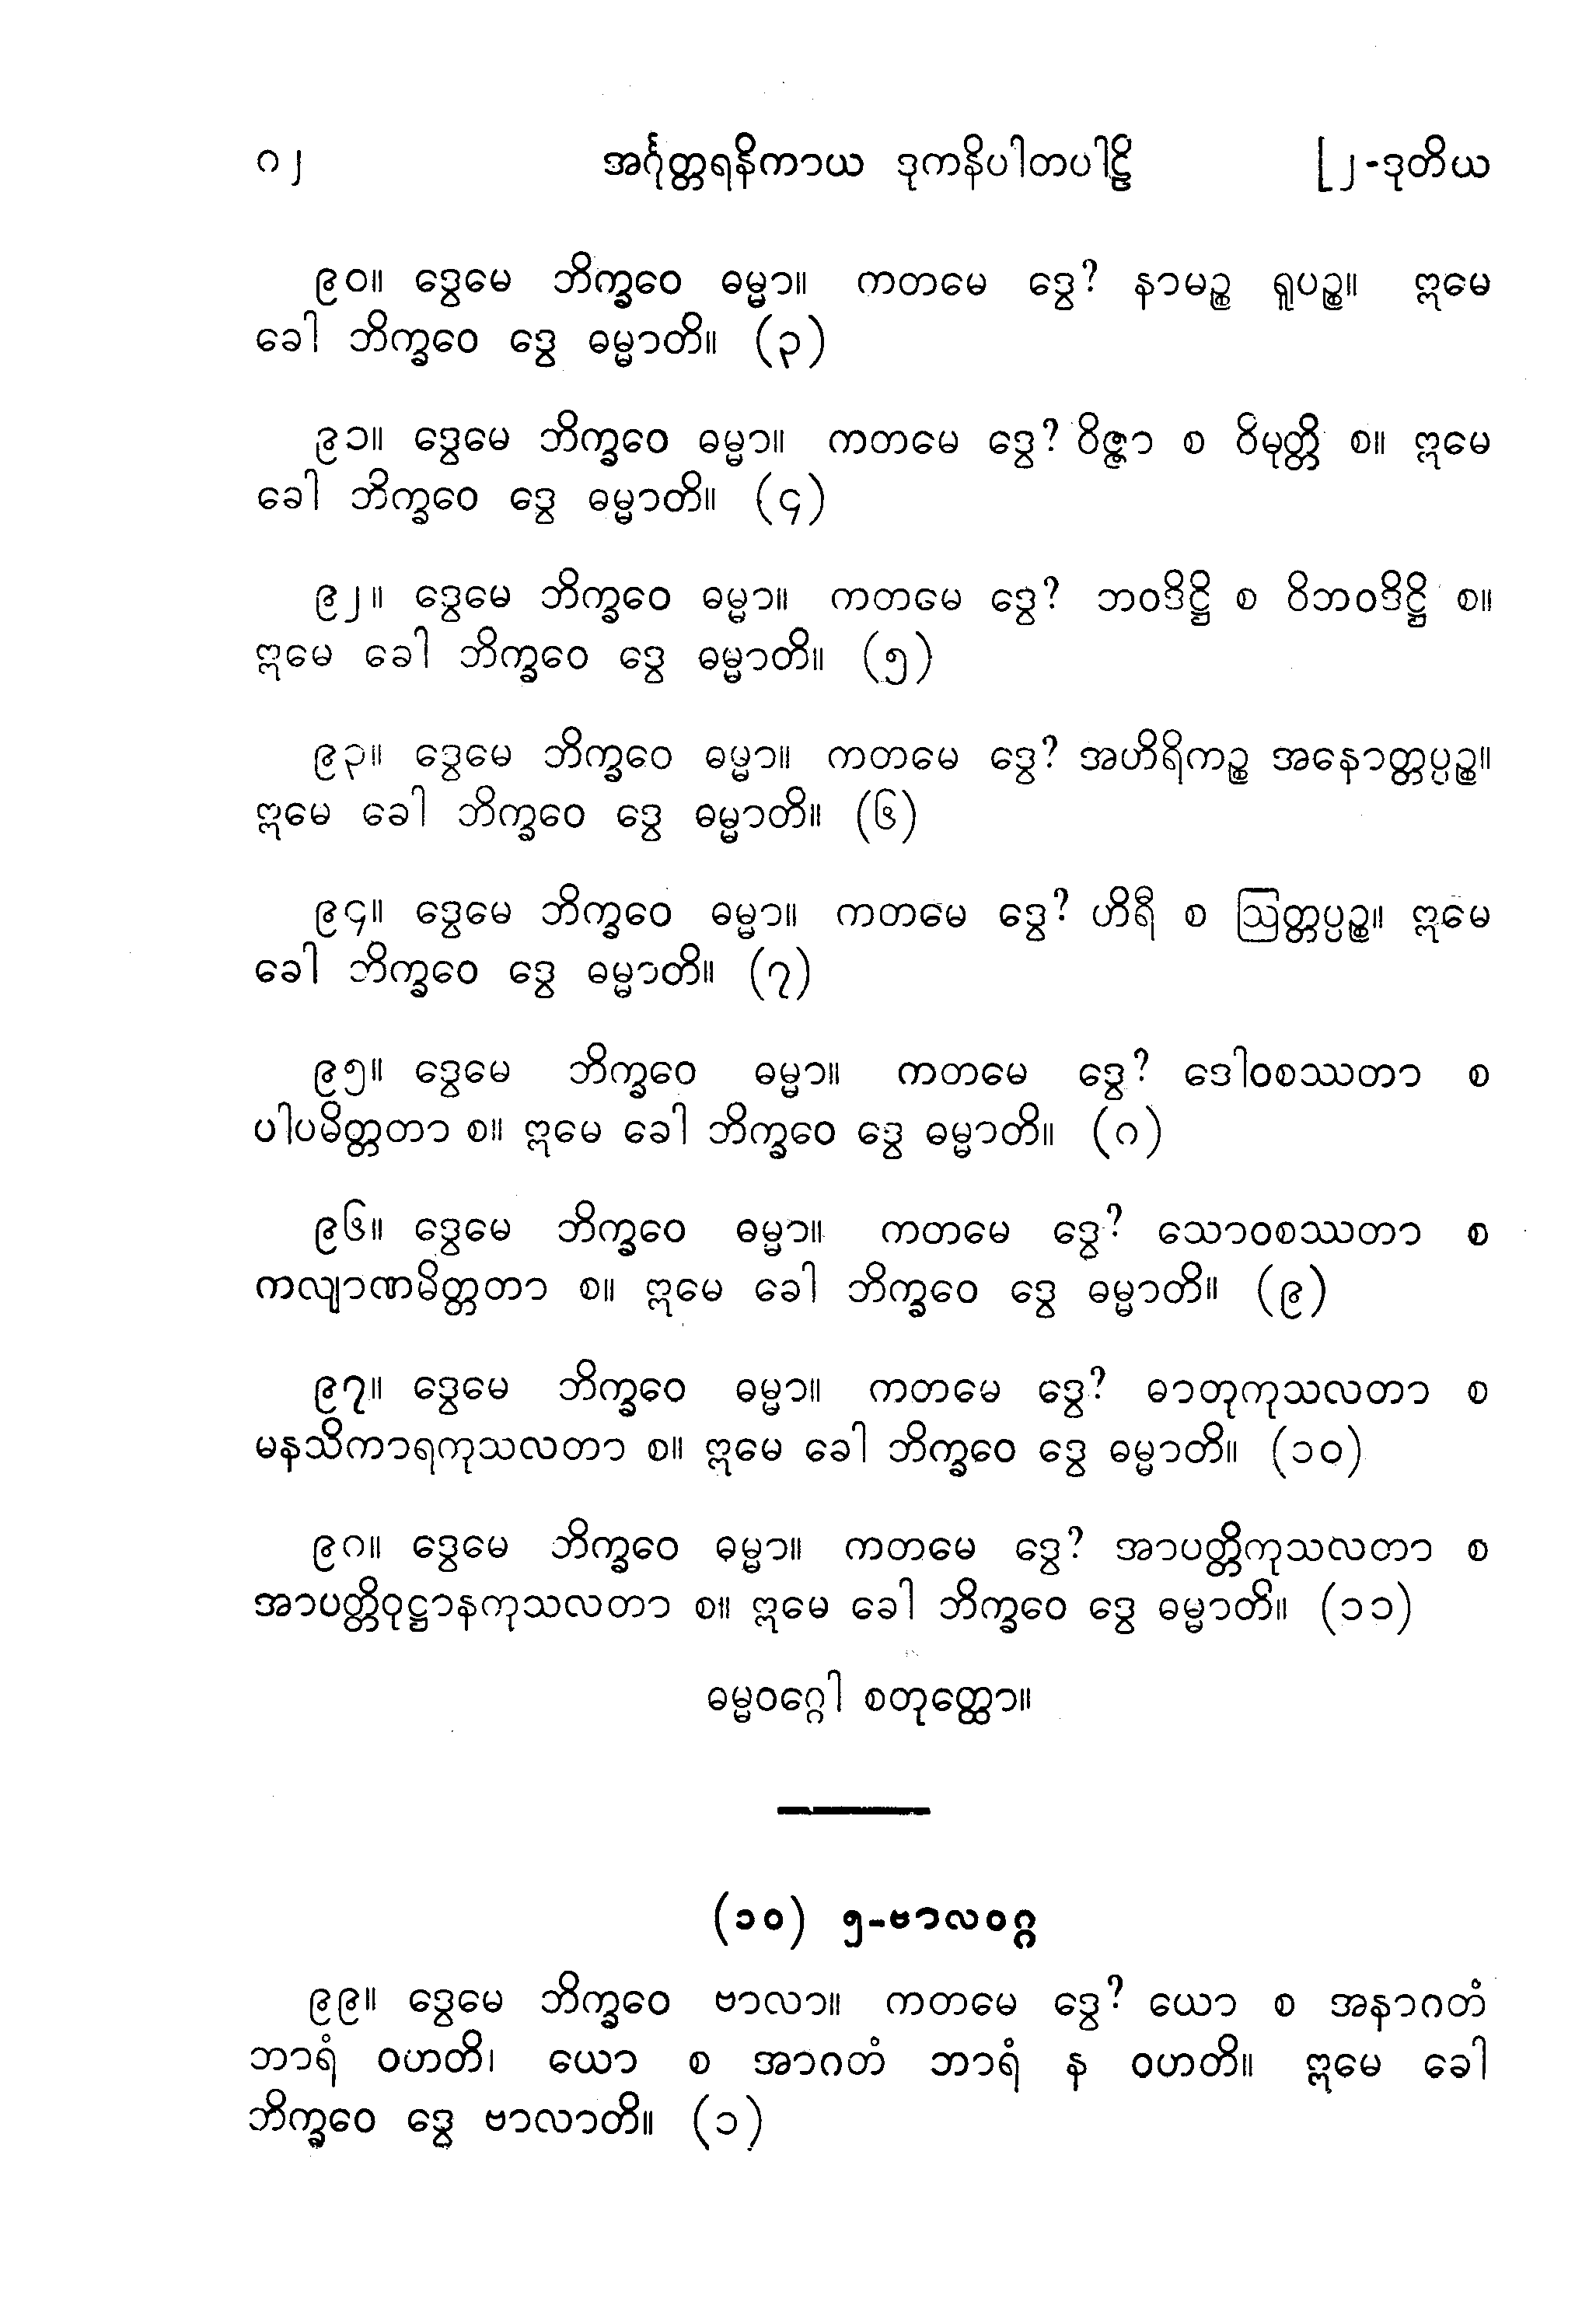 ၈၂ အင်္ဂုတ္တရနိကာယ ဒုကနိပါတပါဠိ [၂-ဒုတိယ
၉၀။ ဒွေမေ ဘိက္ခဝေ ဓမ္မာ။ ကတမေ ဒွေ? နာမဉ္စ ရူပဉ္စ။ ဣမေ
ခေါ ဘိက္ခဝေ ဒွေ ဓမ္မာတိ။ (၃)
၉၁။ ဒွေမေ ဘိက္ခဝေ ဓမ္မာ။ ကတမေ ဒွေ? ဝိဇ္ဇာ စ ဝိမုတ္တိ စ။ ဣမေ
ခေါ ဘိက္ခဝေ ဒွေ ဓမ္မာတိ။ (၄)
၉၂။ ဒွေမေ ဘိက္ခဝေ ဓမ္မာ။ ကတမေ ဒွေ? ဘဝဒိဋ္ဌိ စ ဝိဘဝဒိဋ္ဌိ စ။
ဣမေ ခေါ ဘိက္ခဝေ ဒွေ ဓမ္မာတိ။ (၅)
၉၃။ ဒွေမေ ဘိက္ခဝေ ဓမ္မာ။ ကတမေ ဒွေ? အဟိရိကဉ္စ အနောတ္တပ္ပဉ္စ။
ဣမေ ခေါ ဘိက္ခဝေ ဒွေ ဓမ္မာတိ။ (၆)
၉၄။ ဒွေမေ ဘိက္ခဝေ ဓမ္မာ။ ကတမေ ဒွေ? ဟိရီ စ ဩတ္တပ္ပဉ္စ။ ဣမေ
ခေါ ဘိက္ခဝေ ဒွေ ဓမ္မာတိ။ (၇)
၉၅။ ဒွေမေ ဘိက္ခဝေ ဓမ္မာ။ ကတမေ ဒွေ? ဒေါဝစဿတာ စ
ပါပမိတ္တတာ စ။ ဣမေ ခေါ ဘိက္ခဝေ ဒွေ ဓမ္မာတိ။ (၈)
၉၆။ ဒွေမေ ဘိက္ခဝေ ဓမ္မာ။ ကတမေ ဒွေ? သောဝစဿတာ စ
ကလျာဏမိတ္တတာ စ။ ဣမေ ခေါ ဘိက္ခဝေ ဒွေ ဓမ္မာတိ။ (၉)
၉၇။ ဒွေမေ ဘိက္ခဝေ ဓမ္မာ။ ကတမေ ဒွေ? ဓာတုကုသလတာ စ
မနသိကာရကုသလတာ စ။ ဣမေ ခေါ ဘိက္ခဝေ ဒွေ ဓမ္မာတိ။ (၁၀)
၉၈။ ဒွေမေ ဘိက္ခဝေ ဓမ္မာ။ ကတမေ ဒွေ? အာပတ္တိကုသလတာ စ
အာပတ္တိဝုဋ္ဌာနကုသလတာ စ။ ဣမေ ခေါ ဘိက္ခဝေ ဒွေ ဓမ္မာတိ။ (၁၁)
ဓမ္မဝဂ္ဂေါ စတုတ္ထော။
(၁၀) ၅-ဗာလဝဂ္ဂ
၉၉။ ဒွေမေ ဘိက္ခဝေ ဗာလာ။ ကတမေ ဒွေ? ယော စ အနာဂတံ
ဘာရံ ဝဟတိ၊ ယော စ အာဂတံ ဘာရံ န ဝဟတိ။ ဣမေ ခေါ
ဘိက္ခဝေ ဒွေ ဗာလာတိ။ (၁)